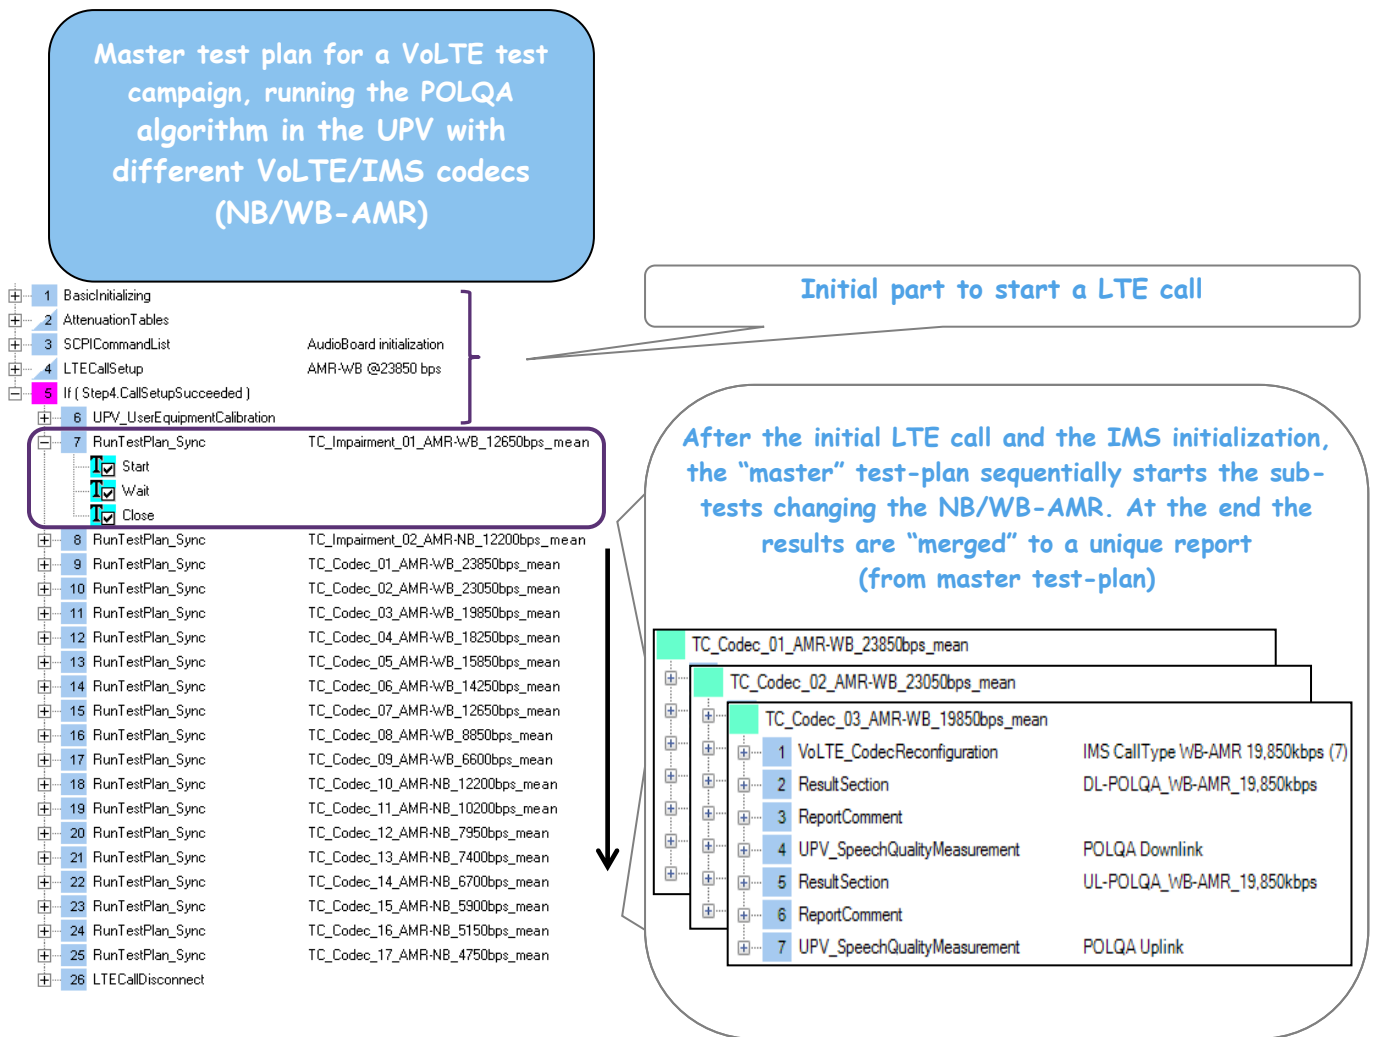 Master test plan for a VoLTE test
campaign, running the POLQA
algorithm in the UPV with
different VoLTE/IMS codecs
(NB/WB-AMR)
Initial part to start a LTE call
1 BasicInitializing
2 AttenuationTables
3 SCPICommandList AudioBoard initialization
4 LTECallSetup AMR-WB @23850 bps
5 If ( Step4.CallSetupSucceeded )
6 UPV_UserEquipmentCalibration
7 RunTestPlan_Sync TC_Impairment_01_AMR-WB_12650bps_mean
Start
Wait
Close
8 RunTestPlan_Sync TC_Impairment_02_AMR-NB_12200bps_mean
9 RunTestPlan_Sync TC_Codec_01_AMR-WB_23850bps_mean
10 RunTestPlan_Sync TC_Codec_02_AMR-WB_23050bps_mean
11 RunTestPlan_Sync TC_Codec_03_AMR-WB_19850bps_mean
12 RunTestPlan_Sync TC_Codec_04_AMR-WB_18250bps_mean
13 RunTestPlan_Sync TC_Codec_05_AMR-WB_15850bps_mean
14 RunTestPlan_Sync TC_Codec_06_AMR-WB_14250bps_mean
15 RunTestPlan_Sync TC_Codec_07_AMR-WB_12650bps_mean
16 RunTestPlan_Sync TC_Codec_08_AMR-WB_8850bps_mean
17 RunTestPlan_Sync TC_Codec_09_AMR-WB_6600bps_mean
18 RunTestPlan_Sync TC_Codec_10_AMR-NB_12200bps_mean
19 RunTestPlan_Sync TC_Codec_11_AMR-NB_10200bps_mean
20 RunTestPlan_Sync TC_Codec_12_AMR-NB_7950bps_mean
21 RunTestPlan_Sync TC_Codec_13_AMR-NB_7400bps_mean
22 RunTestPlan_Sync TC_Codec_14_AMR-NB_6700bps_mean
23 RunTestPlan_Sync TC_Codec_15_AMR-NB_5900bps_mean
24 RunTestPlan_Sync TC_Codec_16_AMR-NB_5150bps_mean
25 RunTestPlan_Sync TC_Codec_17_AMR-NB_4750bps_mean
26 LTECallDisconnect
After the initial LTE call and the IMS initialization,
the “master” test-plan sequentially starts the sub-
tests changing the NB/WB-AMR. At the end the
results are “merged” to a unique report
(from master test-plan)
TC_Codec_01_AMR-WB_23850bps_mean
TC_Codec_02_AMR-WB_23050bps_mean
TC_Codec_03_AMR-WB_19850bps_mean
1 VoLTE_CodecReconfiguration IMS CallType WB-AMR 19,850kbps (7)
2 ResultSection DL-POLQA_WB-AMR_19,850kbps
3 ReportComment
4 UPV_SpeechQualityMeasurement POLQA Downlink
5 ResultSection UL-POLQA_WB-AMR_19,850kbps
6 ReportComment
7 UPV_SpeechQualityMeasurement POLQA Uplink